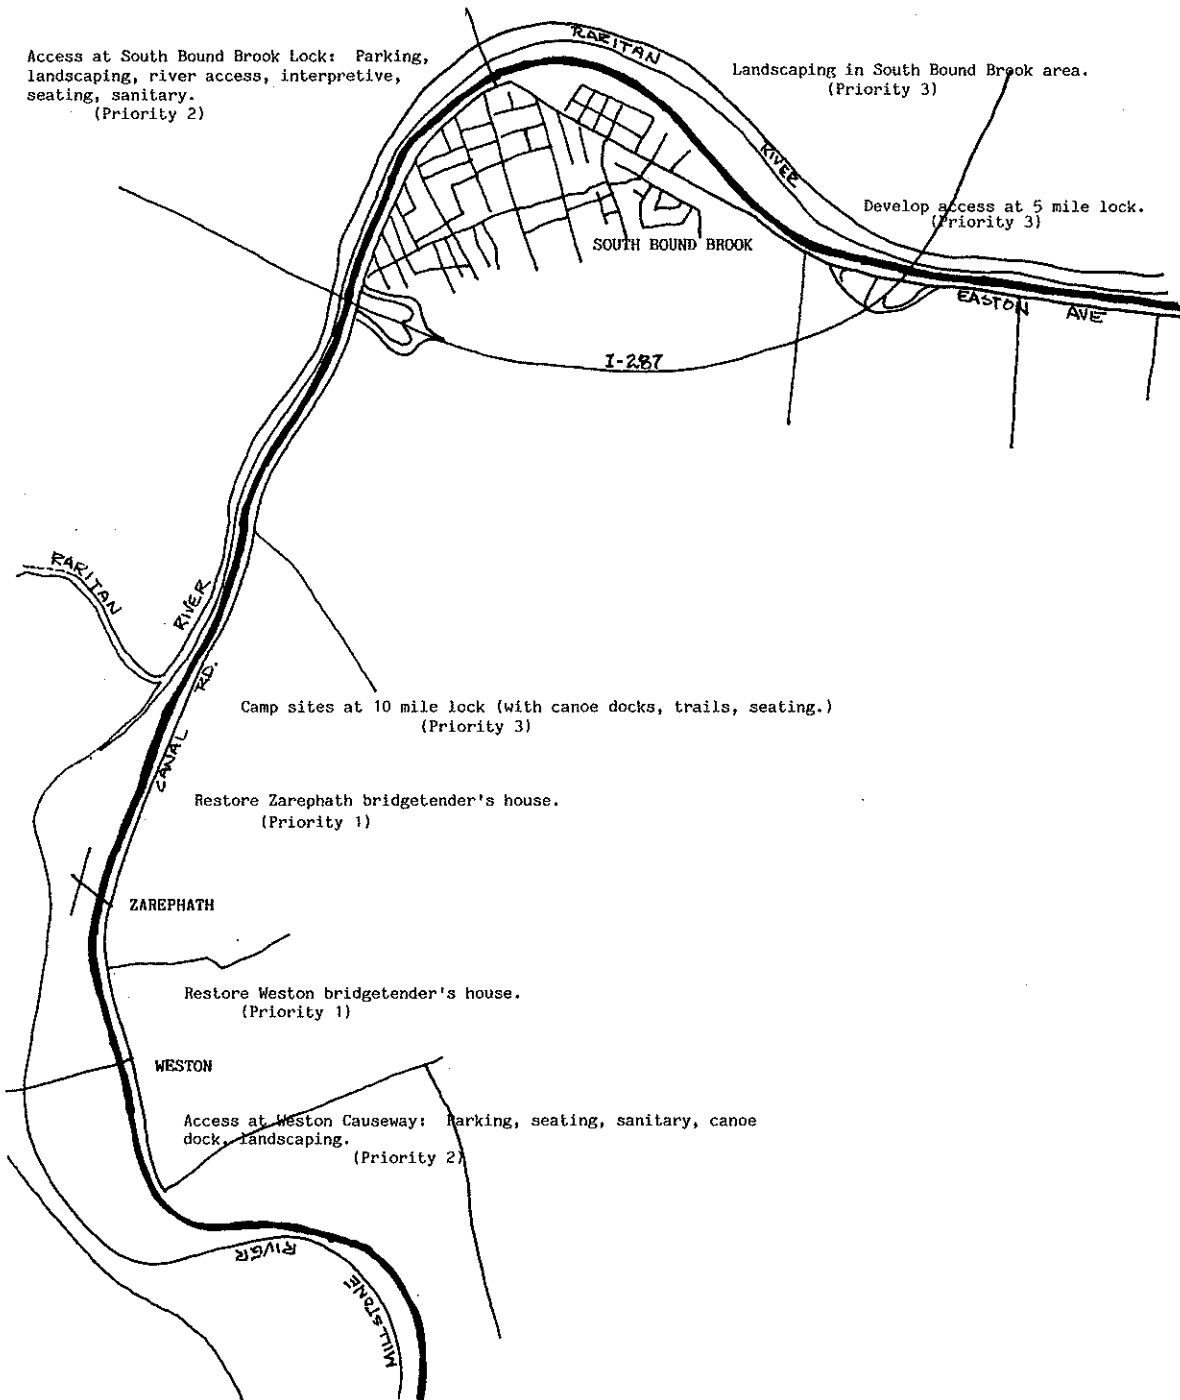 Access at South Bound Brook Lock: Parking,
landscaping, river access, interpretive,
seating, sanitary.
(Priority 2)
RARITAN
RIVER
Landscaping in South Bound Brook area.
(Priority 3)
Develop access at 5 mile lock.
(Priority 3)
SOUTH BOUND BROOK
EASTON AVE
I-287
RARITAN
RIVER
CANAL RD.
Camp sites at 10 mile lock (with canoe docks, trails, seating.)
(Priority 3)
Restore Zarephath bridgetender's house.
(Priority 1)
ZAREPHATH
Restore Weston bridgetender's house.
(Priority 1)
WESTON
Access at Weston Causeway: Parking, seating, sanitary, canoe
dock, landscaping.
(Priority 2)
MILLSTONE
RIVER